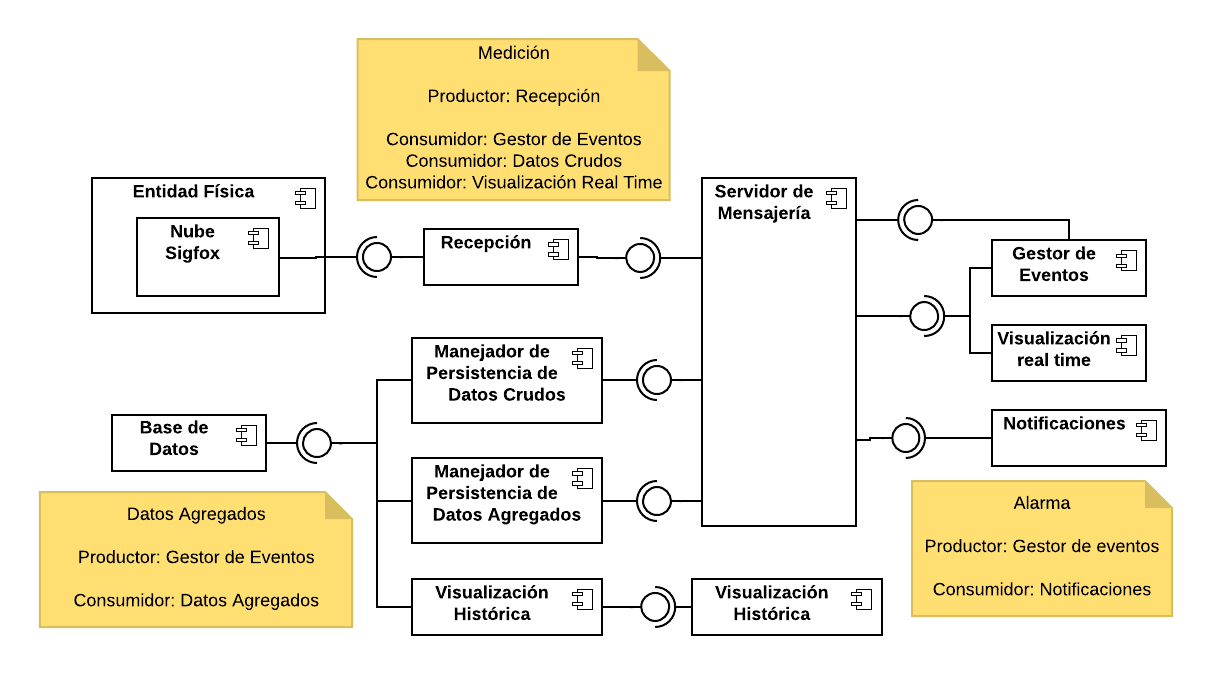 Medición
Productor: Recepción
Consumidor: Gestor de Eventos
Consumidor: Datos Crudos
Consumidor: Visualización Real Time
Entidad Física
Nube
Sigfox
Recepción
Servidor de
Mensajería
Gestor de
Eventos
Visualización
real time
Manejador de
Persistencia de
Datos Crudos
Base de
Datos
Notificaciones
Manejador de
Persistencia de
Datos Agregados
Datos Agregados
Productor: Gestor de Eventos
Consumidor: Datos Agregados
Alarma
Productor: Gestor de eventos
Consumidor: Notificaciones
Visualización
Histórica
Visualización
Histórica